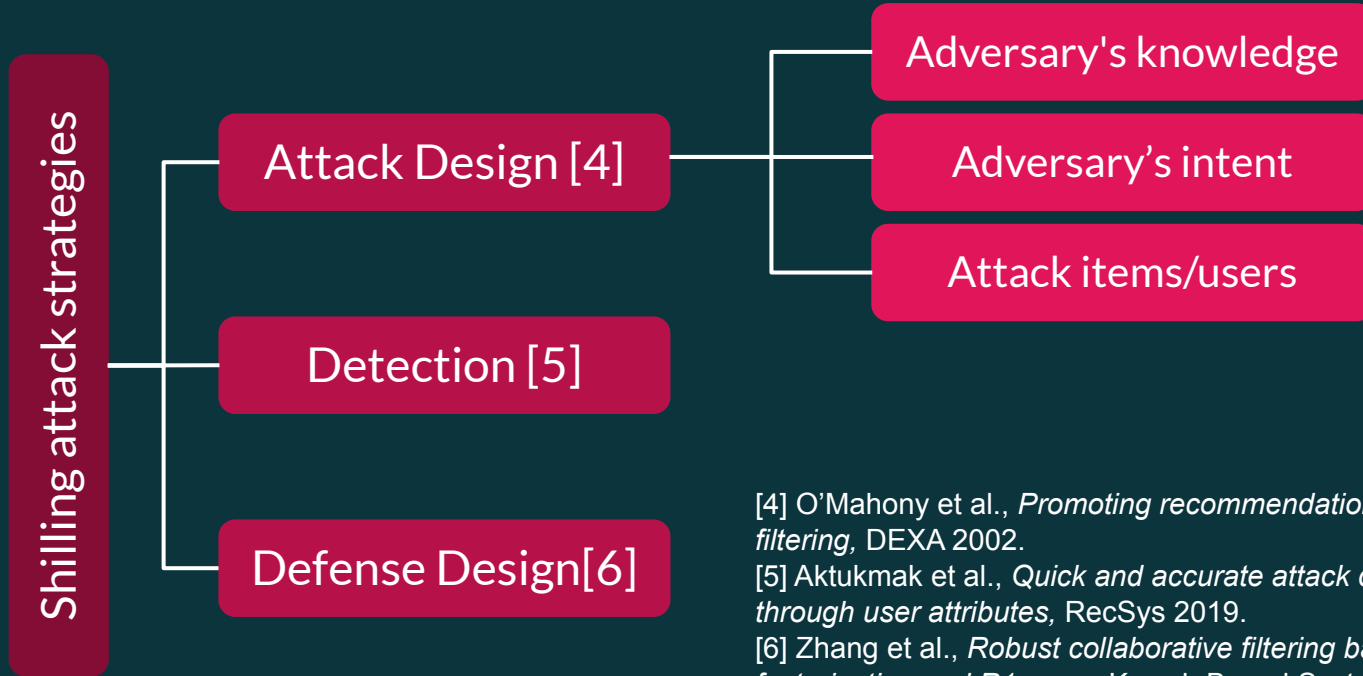 Shilling attack strategies
Attack Design [4]
Detection [5]
Defense Design[6]
Adversary's knowledge
Adversary’s intent
Attack items/users
[4] O’Mahony et al., Promoting recommendation
filtering, DEXA 2002.
[5] Aktukmak et al., Quick and accurate attack
through user attributes, RecSys 2019.
[6] Zhang et al., Robust collaborative filtering